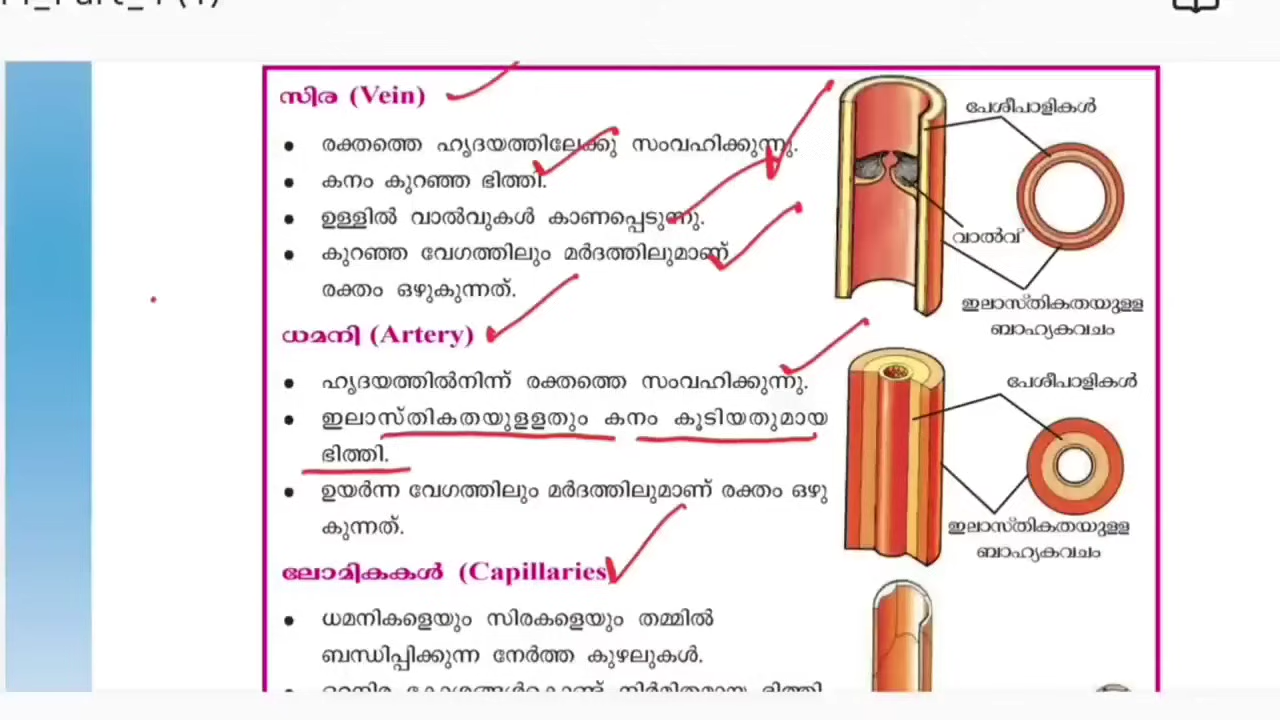 സിര (Vein)
രക്തത്തെ ഹൃദയത്തിലേക്കു സംവഹിക്കുന്നു.
കനം കുറഞ്ഞ ഭിത്തി.
ഉള്ളിൽ വാൽവുകൾ കാണപ്പെടുന്നു.
കുറഞ്ഞ വേഗത്തിലും മർദത്തിലുമാണ്
രക്തം ഒഴുകുന്നത്.
പേശീപാളികൾ
വാൽവ്
ഇലാസ്തികതയുള്ള
ബാഹ്യകവചം
ധമനി (Artery)
ഹൃദയത്തിൽനിന്ന് രക്തത്തെ സംവഹിക്കുന്നു.
ഇലാസ്തികതയുളളതും കനം കൂടിയതുമായ
ഭിത്തി.
ഉയർന്ന വേഗത്തിലും മർദത്തിലുമാണ് രക്തം ഒഴു
കുന്നത്.
പേശീപാളികൾ
ഇലാസ്തികതയുള്ള
ബാഹ്യകവചം
ലോമികകൾ (Capillaries
ധമനികളെയും സിരകളെയും തമ്മിൽ
ബന്ധിപ്പിക്കുന്ന നേർത്ത കുഴലുകൾ.